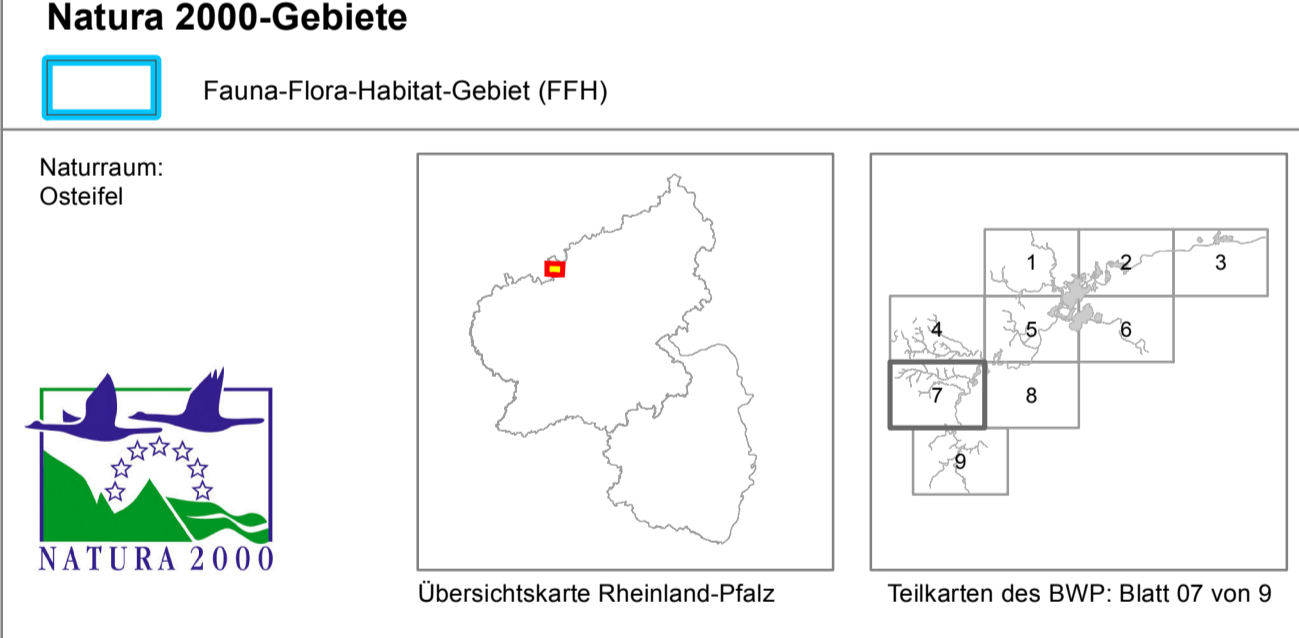 Natura 2000-Gebiete
Fauna-Flora-Habitat-Gebiet (FFH)
Naturraum:
Osteifel
NATURA 2000
Übersichtskarte Rheinland-Pfalz
1
2
3
4
5
6
7
8
9
Teilkarten des BWP: Blatt 07 von 9